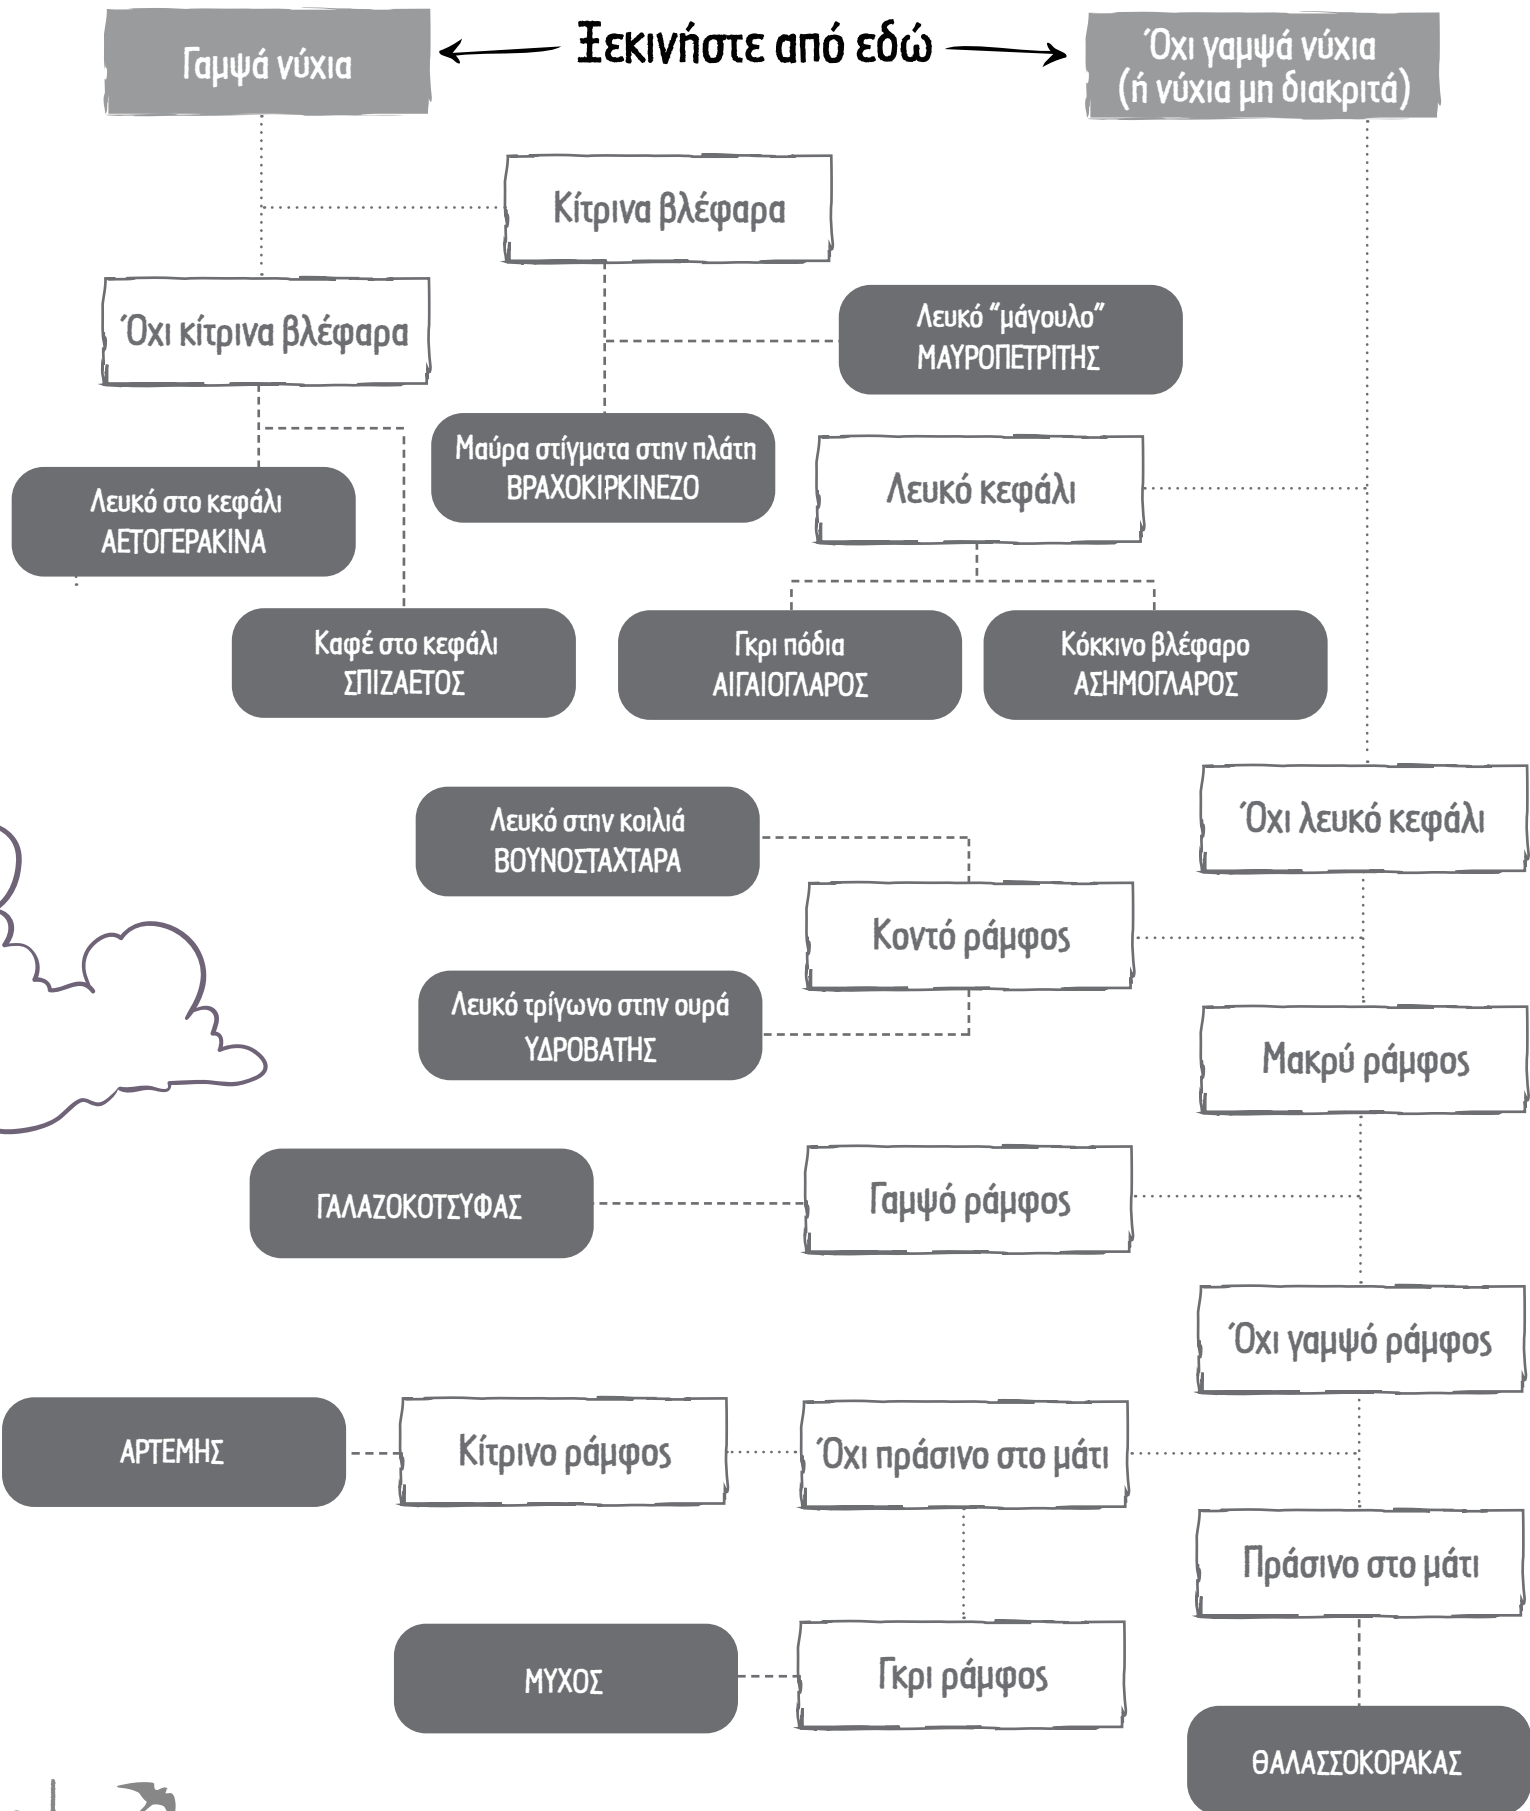 Γαμψά νύχια
Ξεκινήστε από εδώ
Όχι γαμψά νύχια
(ή νύχια μη διακριτά)
Κίτρινα βλέφαρα
Όχι κίτρινα βλέφαρα
Λευκό “μάγουλο”
ΜΑΥΡΟΠΕΤΡΙΤΗΣ
Μαύρα στίγματα στην πλάτη
ΒΡΑΧΟΚΙΡΚΙΝΕΖΟ
Λευκό κεφάλι
Λευκό στο κεφάλι
ΑΕΤΟΓΕΡΑΚΙΝΑ
Καφέ στο κεφάλι
ΣΠΙΖΑΕΤΟΣ
Γκρι πόδια
ΑΙΓΑΙΟΓΛΑΡΟΣ
Κόκκινο βλέφαρο
ΑΣΗΜΟΓΛΑΡΟΣ
Όχι λευκό κεφάλι
Λευκό στην κοιλιά
ΒΟΥΝΟΣΤΑΧΤΑΡΑ
Κοντό ράμφος
Λευκό τρίγωνο στην ουρά
ΥΔΡΟΒΑΤΗΣ
Μακρύ ράμφος
Γαμψό ράμφος
ΓΑΛΑΖΟΚΟΤΣΥΦΑΣ
Όχι γαμψό ράμφος
ΑΡΤΕΜΗΣ
Κίτρινο ράμφος
Όχι πράσινο στο μάτι
Πράσινο στο μάτι
ΜΥΧΟΣ
Γκρι ράμφος
ΘΑΛΑΣΣΟΚΟΡΑΚΑΣ